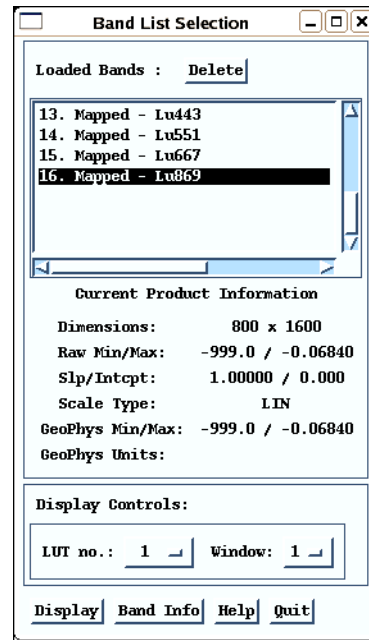 Band List Selection
Loaded Bands : Delete
13. Mapped - Lu443
14. Mapped - Lu551
15. Mapped - Lu667
16. Mapped - Lu869
Current Product Information
Dimensions: 800 x 1600
Raw Min/Max: -999.0 / -0.06840
Slp/Intcpt: 1.00000 / 0.000
Scale Type: LIN
GeoPhys Min/Max: -999.0 / -0.06840
GeoPhys Units:
Display Controls:
LUT no.: 1 Window: 1
Display Band Info Help Quit